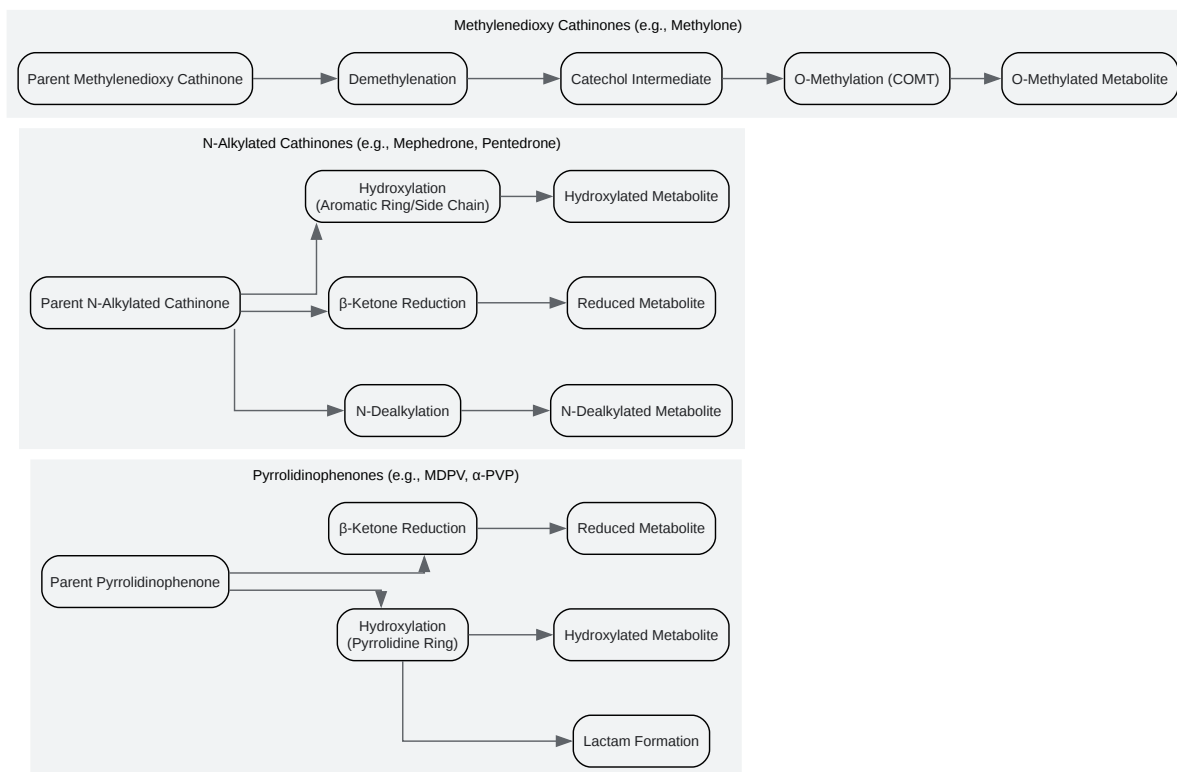 Methylenedioxy Cathinones (e.g., Methylone)
Parent Methylenedioxy Cathinone
Demethylenation
Catechol Intermediate
O-Methylation (COMT)
O-Methylated Metabolite
N-Alkylated Cathinones (e.g., Mephedrone, Pentedrone)
Hydroxylation
(Aromatic Ring/Side Chain)
Hydroxylated Metabolite
Parent N-Alkylated Cathinone
β-Ketone Reduction
Reduced Metabolite
N-Dealkylation
N-Dealkylated Metabolite
Pyrrolidinophenones (e.g., MDPV, α-PVP)
β-Ketone Reduction
Reduced Metabolite
Parent Pyrrolidinophenone
Hydroxylation
(Pyrrolidine Ring)
Hydroxylated Metabolite
Lactam Formation